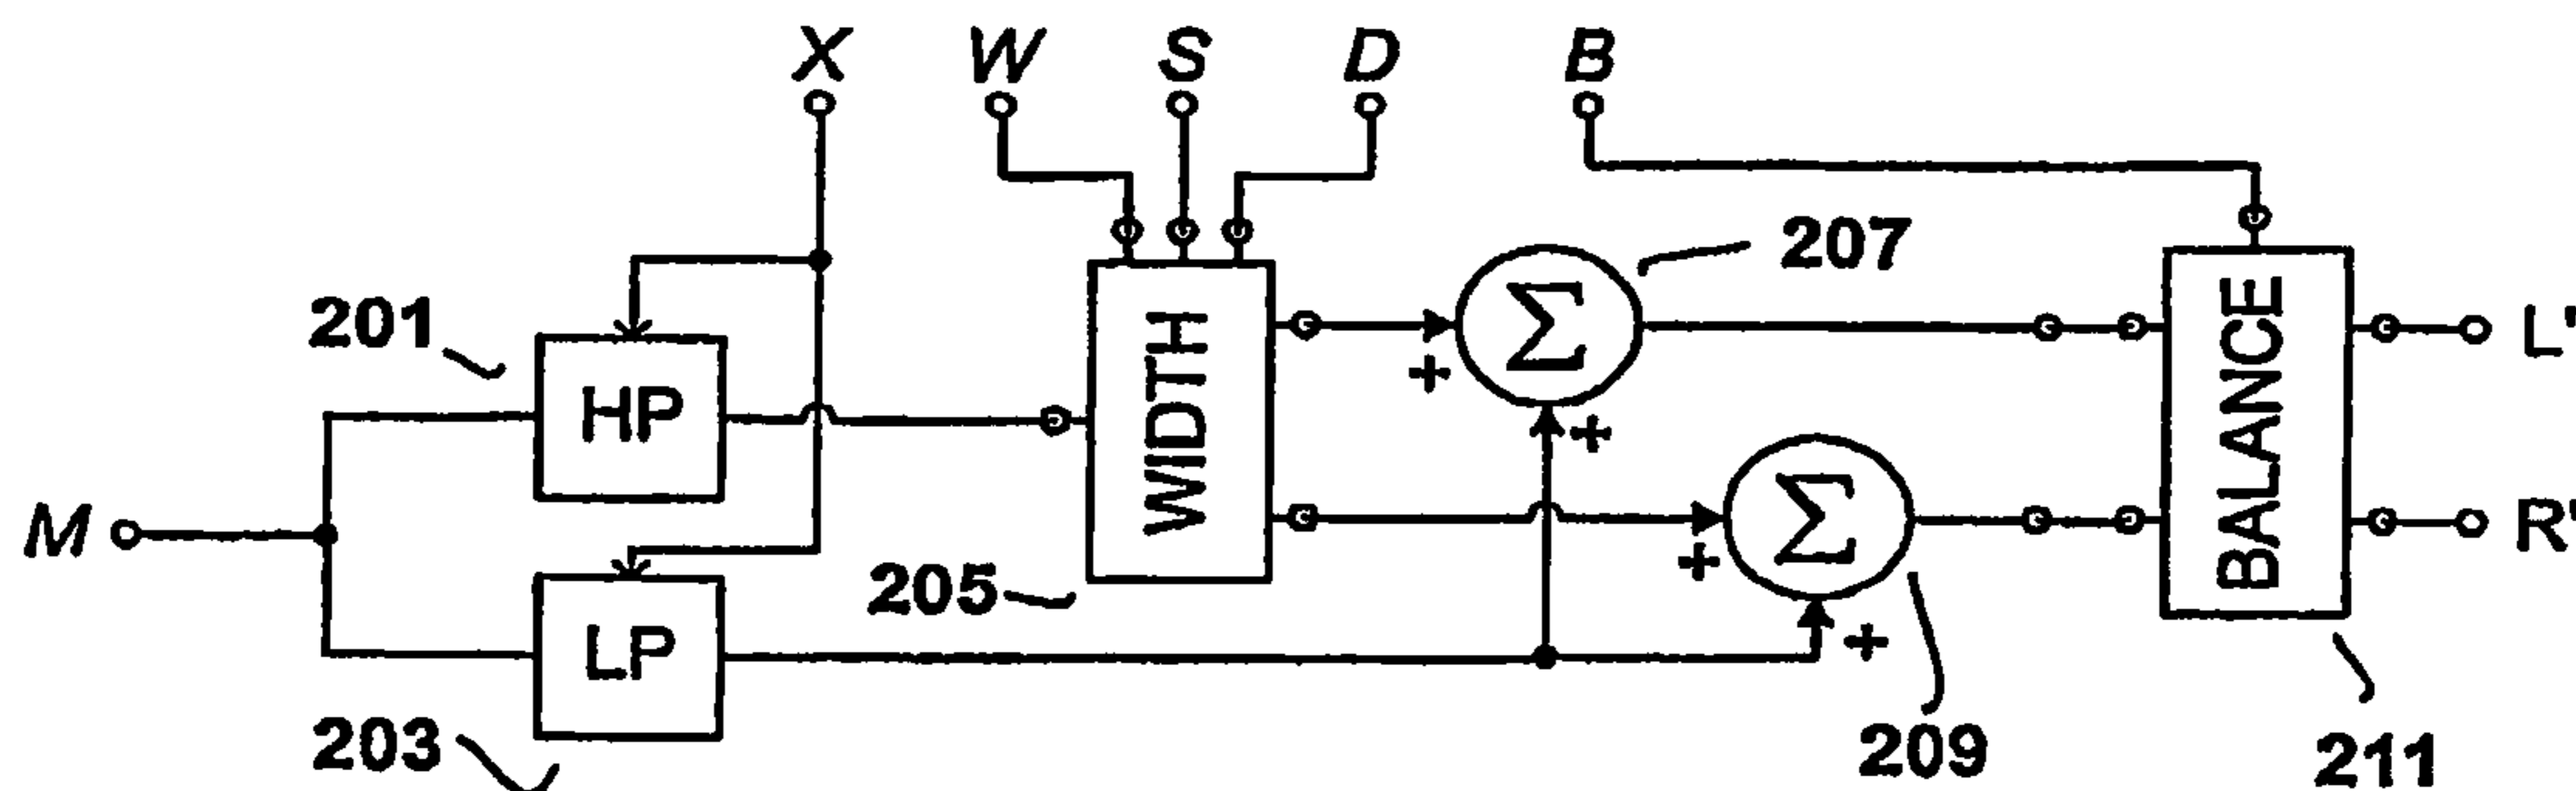 X W S D B
207
201
HP
WIDTH
Σ
+
+
BALANCE
L'
M
Σ
+
+
R'
205
LP
203
209
211